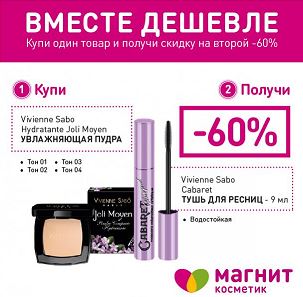 ВМЕСТЕ ДЕШЕВЛЕ
Купи один товар и получи скидку на второй -60%
1 Купи
Vivienne Sabo
Hydratante Joli Moyen
УВЛАЖНЯЮЩАЯ ПУДРА
• Тон 01 • Тон 03
• Тон 02 • Тон 04
2 Получи
-60%
Vivienne Sabo
Cabaret
ТУШЬ ДЛЯ РЕСНИЦ - 9 мл
• Водостойкая
VIVIENNE SABÓ
Joli Moyen
CABARET
МАГНИТ
косметик